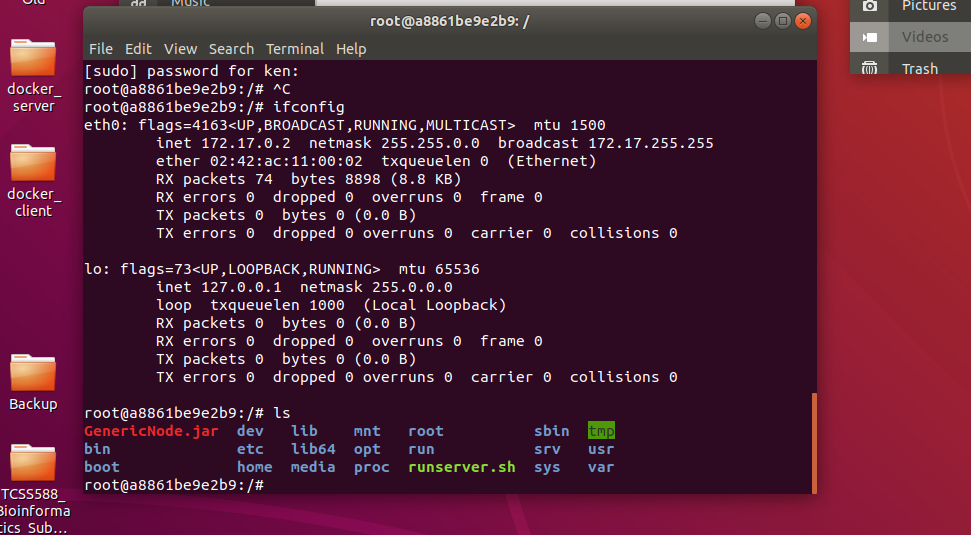 Old
dd
Music
root@a8861be9e2b9: /
Pictures
Videos
Trash
File Edit View Search Terminal Help
docker_
server
docker_
client
Backup
TCSS588_
Bioinforma
tics_Sub...
[sudo] password for ken:
root@a8861be9e2b9:/# ^C
root@a8861be9e2b9:/# ifconfig
eth0: flags=4163<UP,BROADCAST,RUNNING,MULTICAST>  mtu 1500
        inet 172.17.0.2  netmask 255.255.0.0  broadcast 172.17.255.255
        ether 02:42:ac:11:00:02  txqueuelen 0  (Ethernet)
        RX packets 74  bytes 8898 (8.8 KB)
        RX errors 0  dropped 0  overruns 0  frame 0
        TX packets 0  bytes 0 (0.0 B)
        TX errors 0  dropped 0 overruns 0  carrier 0  collisions 0
lo: flags=73<UP,LOOPBACK,RUNNING>  mtu 65536
        inet 127.0.0.1  netmask 255.0.0.0
        loop  txqueuelen 1000  (Local Loopback)
        RX packets 0  bytes 0 (0.0 B)
        RX errors 0  dropped 0  overruns 0  frame 0
        TX packets 0  bytes 0 (0.0 B)
        TX errors 0  dropped 0 overruns 0  carrier 0  collisions 0
root@a8861be9e2b9:/# ls
GenericNode.jar  dev   lib    mnt   root          sbin  tmp
bin              etc   lib64  opt   run           srv   usr
boot             home  media  proc  runserver.sh  sys   var
root@a8861be9e2b9:/#